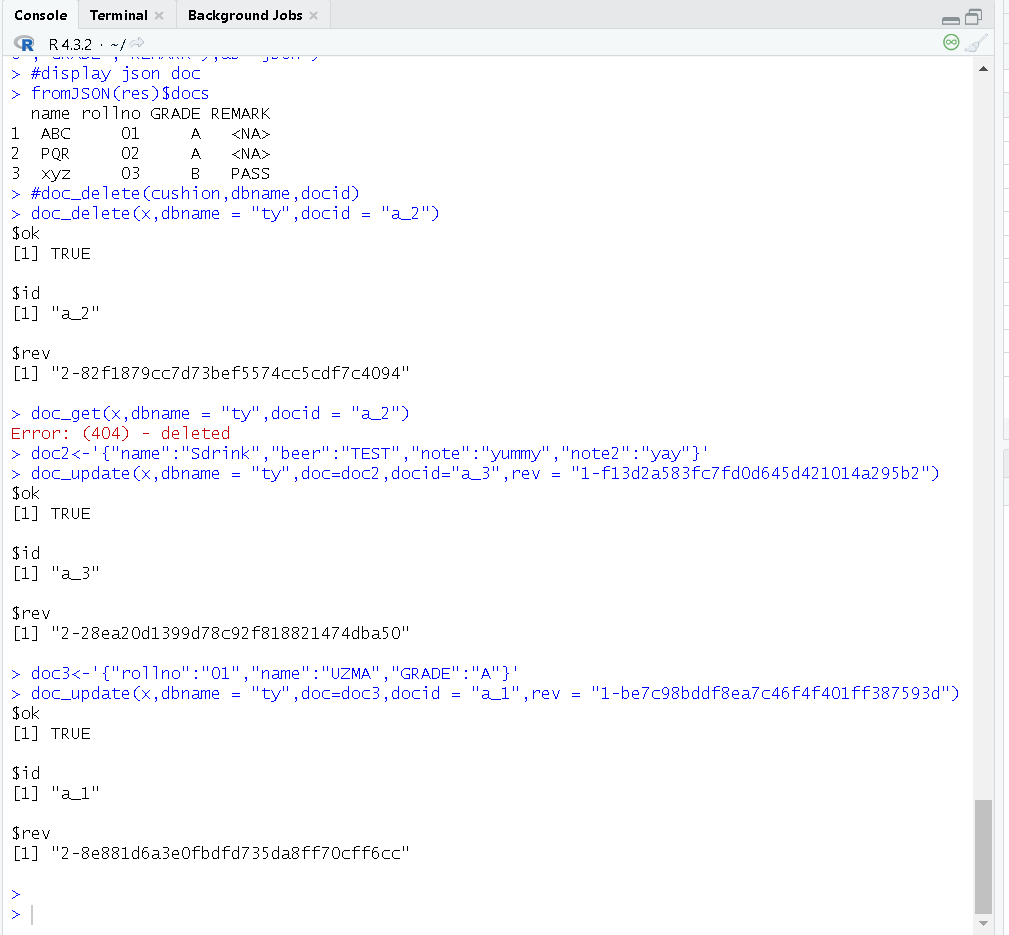 Console Terminal Background Jobs
R 4.3.2 · ~/
> #display json doc
> fromJSON(res)$docs
  name rollno GRADE REMARK
1  ABC     01     A   <NA>
2  PQR     02     A   <NA>
3  xyz     03     B   PASS
> #doc_delete(cushion,dbname,docid)
> doc_delete(x,dbname = "ty",docid = "a_2")
$ok
[1] TRUE
$id
[1] "a_2"
$rev
[1] "2-82f1879cc7d73bef5574cc5cdf7c4094"
> doc_get(x,dbname = "ty",docid = "a_2")
Error: (404) - deleted
> doc2<-'{"name":"Sdrink","beer":"TEST","note":"yummy","note2":"yay"}'
> doc_update(x,dbname = "ty",doc=doc2,docid="a_3",rev = "1-f13d2a583fc7fd0d645d421014a295b2")
$ok
[1] TRUE
$id
[1] "a_3"
$rev
[1] "2-28ea20d1399d78c92f818821474dba50"
> doc3<-'{"rollno":"01","name":"UZMA","GRADE":"A"}'
> doc_update(x,dbname = "ty",doc=doc3,docid = "a_1",rev = "1-be7c98bddf8ea7c46f4f401ff387593d")
$ok
[1] TRUE
$id
[1] "a_1"
$rev
[1] "2-8e881d6a3e0fbdfd735da8ff70cff6cc"
>
>